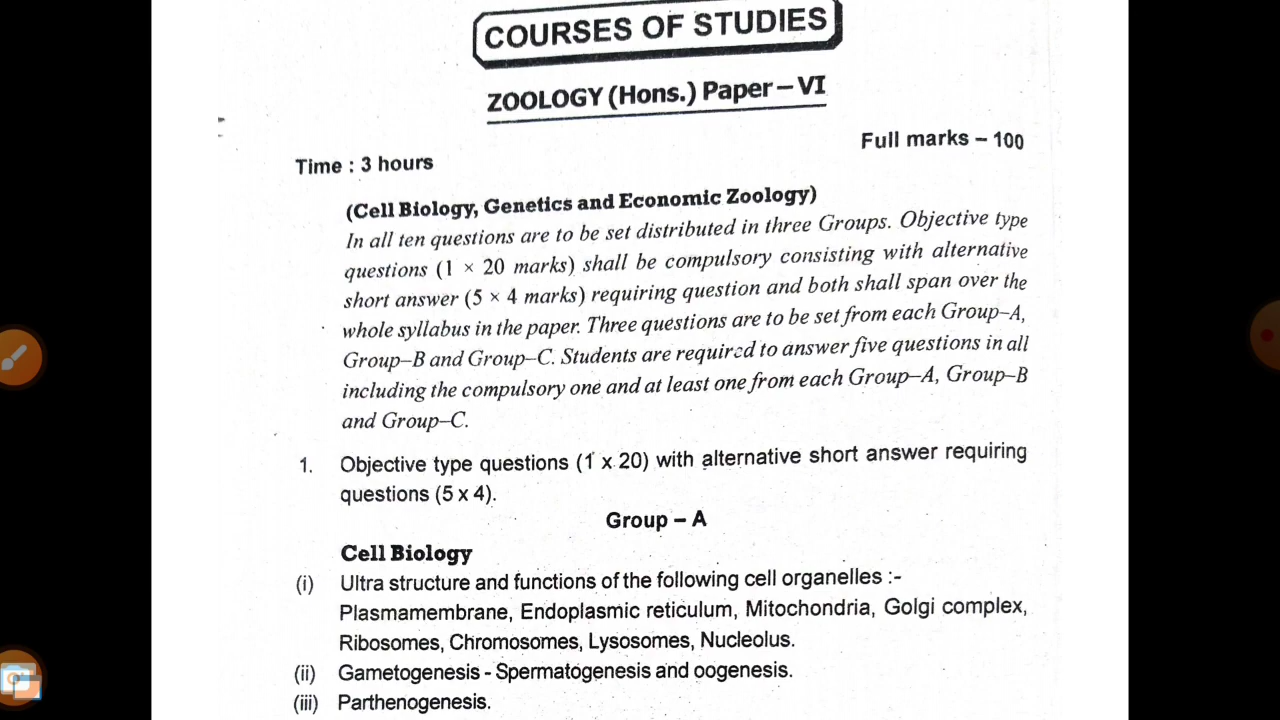 COURSES OF STUDIES
ZOOLOGY (Hons.) Paper – VI
Full marks – 100
Time : 3 hours
(Cell Biology, Genetics and Economic Zoology)
In all ten questions are to be set distributed in three Groups. Objective type
questions (1 × 20 marks) shall be compulsory consisting with alternative
short answer (5 × 4 marks) requiring question and both shall span over the
whole syllabus in the paper. Three questions are to be set from each Group–A,
Group–B and Group–C. Students are required to answer five questions in all
including the compulsory one and at least one from each Group–A, Group–B
and Group–C.
1. Objective type questions (1 x 20) with alternative short answer requiring
questions (5 x 4).
Group – A
Cell Biology
(i) Ultra structure and functions of the following cell organelles :-
Plasmamembrane, Endoplasmic reticulum, Mitochondria, Golgi complex,
Ribosomes, Chromosomes, Lysosomes, Nucleolus.
(ii) Gametogenesis - Spermatogenesis and oogenesis.
(iii) Parthenogenesis.